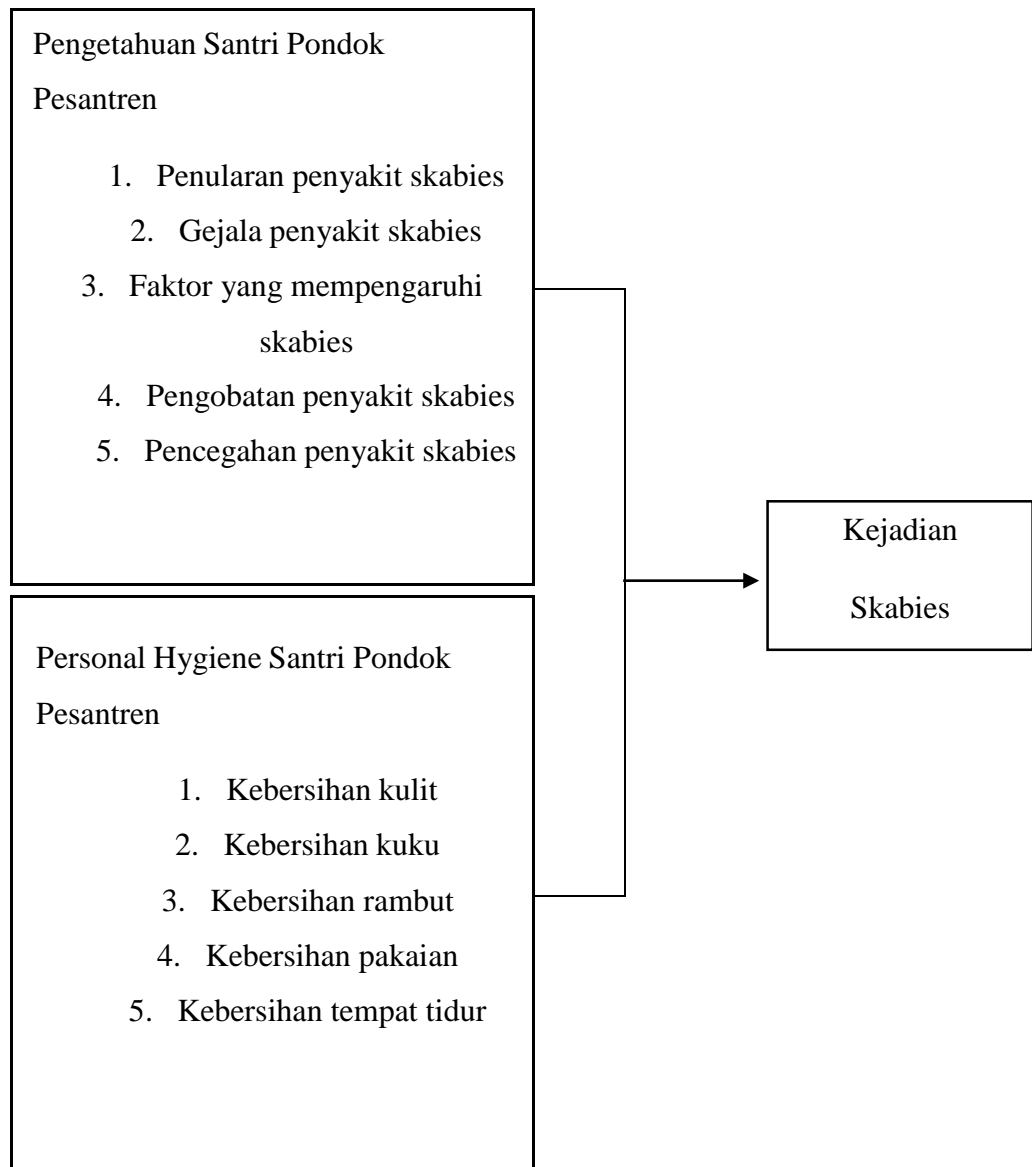 Pengetahuan Santri Pondok
Pesantren
1. Penularan penyakit skabies
2. Gejala penyakit skabies
3. Faktor yang mempengaruhi
skabies
4. Pengobatan penyakit skabies
5. Pencegahan penyakit skabies
Kejadian
Skabies
Personal Hygiene Santri Pondok
Pesantren
1. Kebersihan kulit
2. Kebersihan kuku
3. Kebersihan rambut
4. Kebersihan pakaian
5. Kebersihan tempat tidur